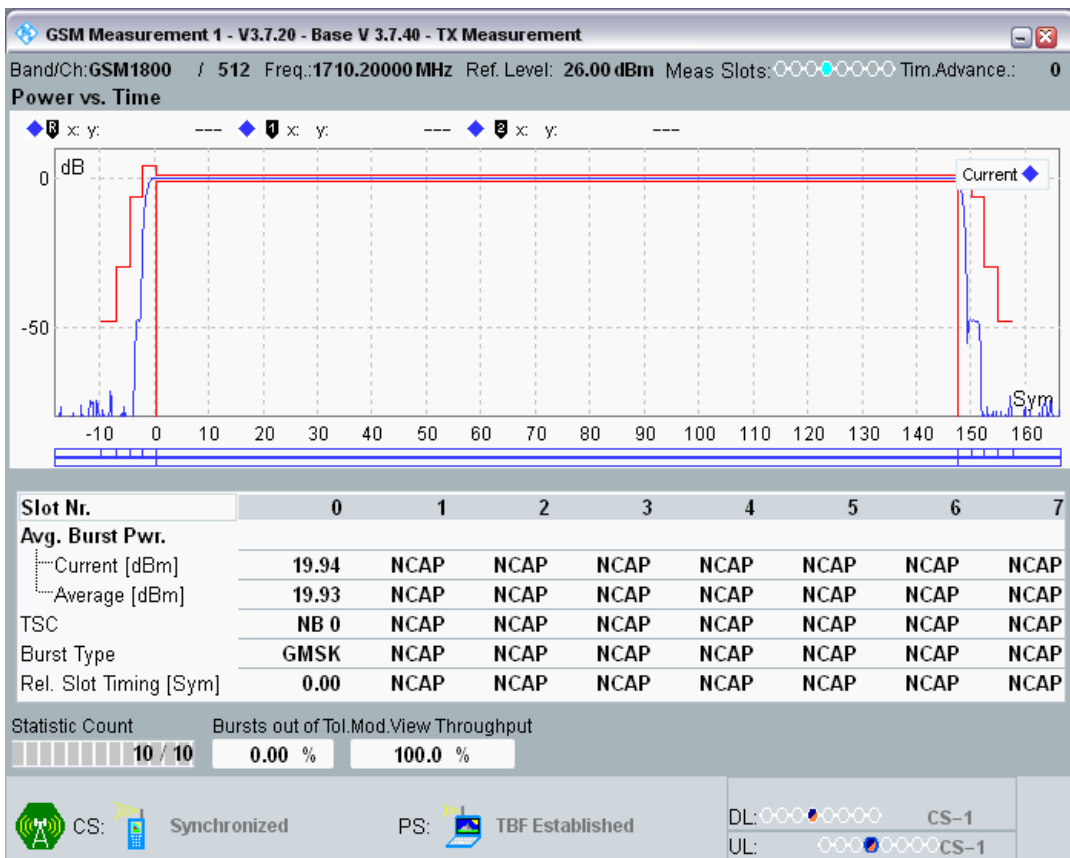 GSM Measurement 1 - V3.7.20 - Base V 3.7.40 - TX Measurement
Band/Ch:GSM1800 / 512 Freq.:1710.20000 MHz Ref. Level: 26.00 dBm Meas Slots: Tim.Advance.: 0
Power vs. Time
R x: y: --- 1 x: y: --- 2 x: y: ---
dB
Current
0
-50
Sym
-10 0 10 20 30 40 50 60 70 80 90 100 110 120 130 140 150 160
Slot Nr. 0 1 2 3 4 5 6 7
Avg. Burst Pwr.
Current [dBm] 19.94 NCAP NCAP NCAP NCAP NCAP NCAP NCAP
Average [dBm] 19.93 NCAP NCAP NCAP NCAP NCAP NCAP NCAP
TSC NB 0 NCAP NCAP NCAP NCAP NCAP NCAP NCAP
Burst Type GMSK NCAP NCAP NCAP NCAP NCAP NCAP NCAP
Rel. Slot Timing [Sym] 0.00 NCAP NCAP NCAP NCAP NCAP NCAP NCAP
Statistic Count Bursts out of Tol.Mod.View Throughput
10 / 10 0.00 % 100.0 %
CS: Synchronized PS: TBF Established
DL: CS-1
UL: CS-1